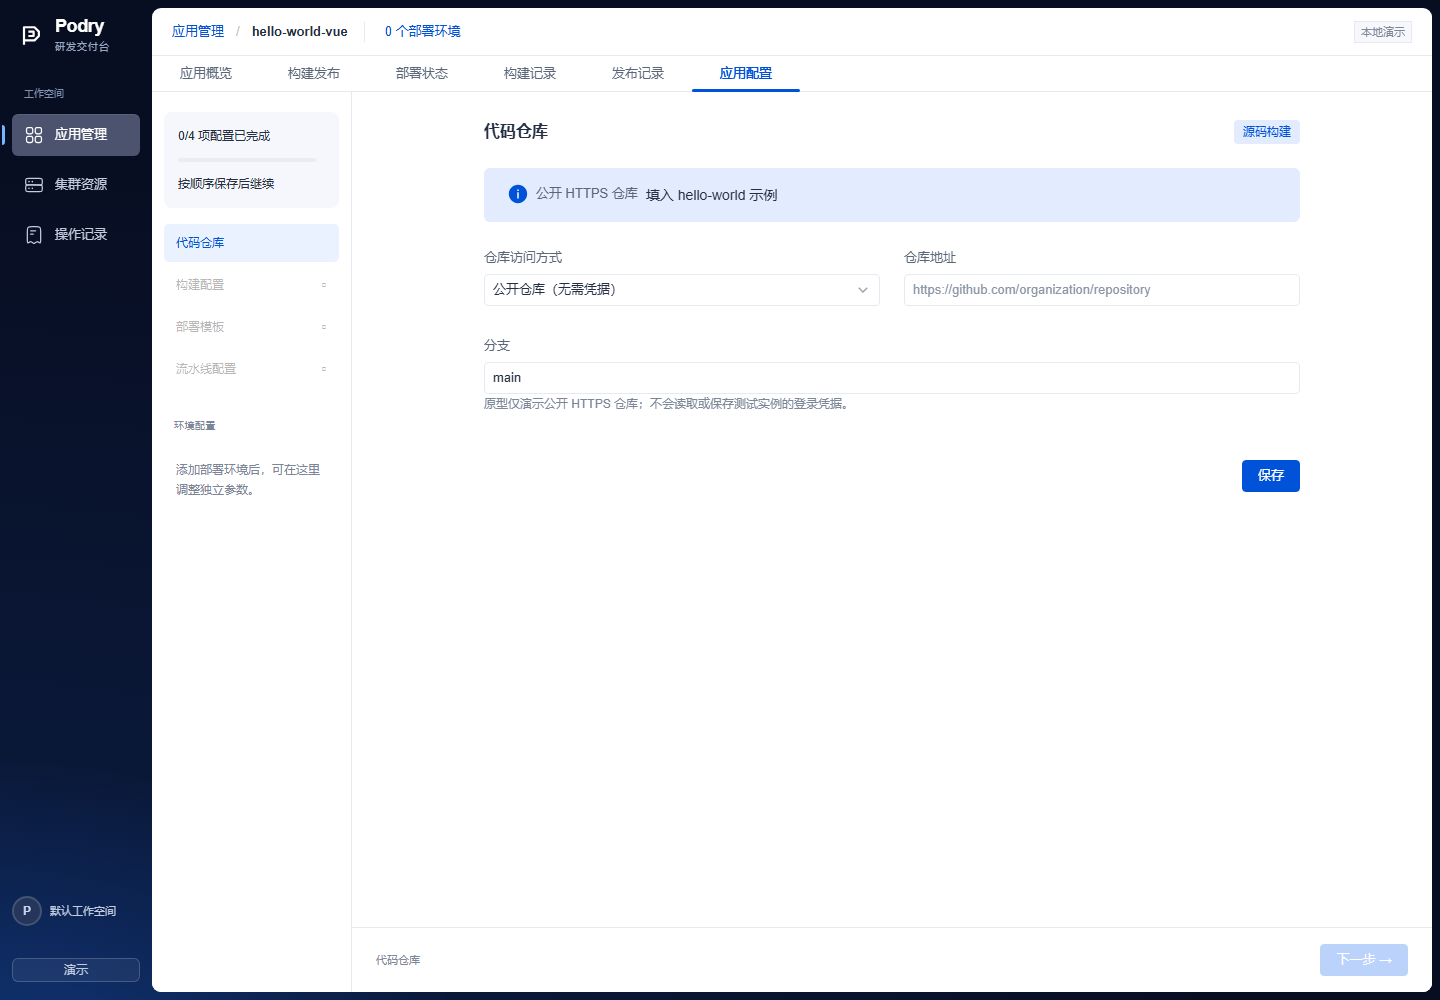 Podry
研发交付台
工作空间
应用管理
集群资源
操作记录
P 默认工作空间
演示
应用管理 / hello-world-vue 0 个部署环境
本地演示
应用概览 构建发布 部署状态 构建记录 发布记录 应用配置
0/4 项配置已完成
按顺序保存后继续
代码仓库
构建配置
部署模板
流水线配置
环境配置
添加部署环境后，可在这里
调整独立参数。
代码仓库
源码构建
公开 HTTPS 仓库 填入 hello-world 示例
仓库访问方式
公开仓库（无需凭据）
仓库地址
https://github.com/organization/repository
分支
main
原型仅演示公开 HTTPS 仓库；不会读取或保存测试实例的登录凭据。
保存
代码仓库
下一步 →